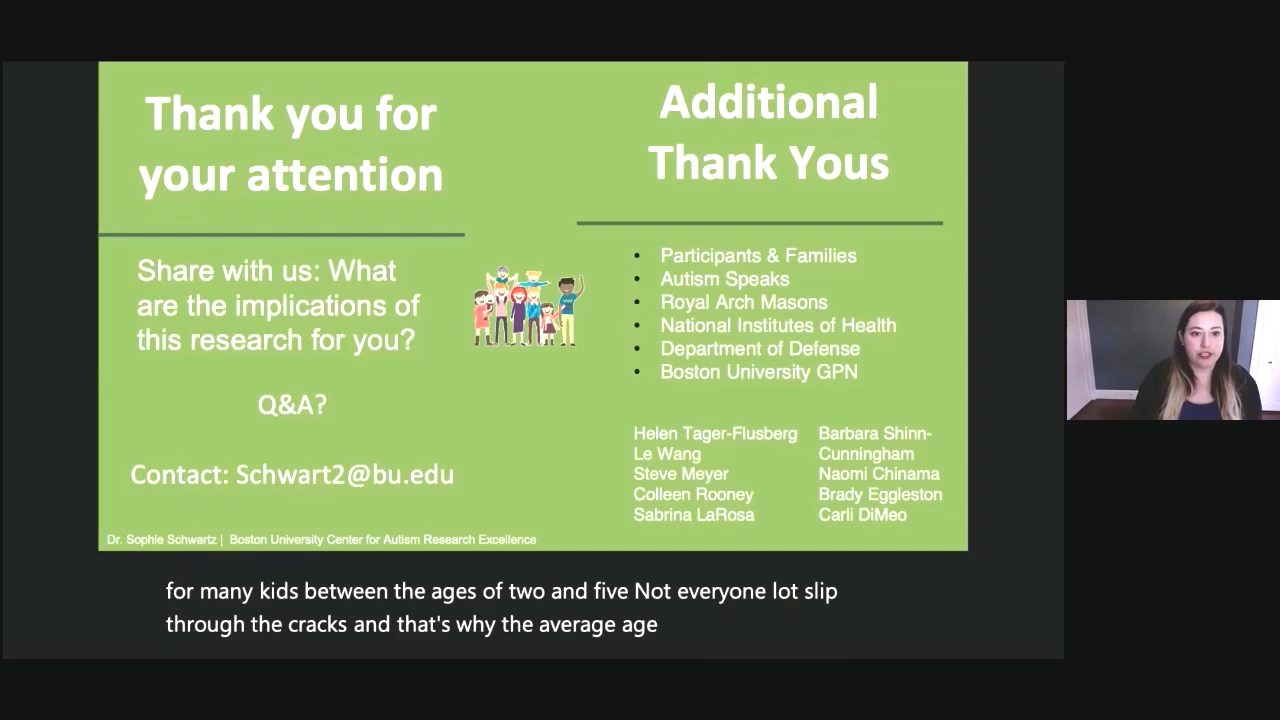 Thank you for
your attention
Share with us: What
are the implications of
this research for you?
Q&A?
Contact: Schwart2@bu.edu
Dr. Sophie Schwartz | Boston University Center for Autism Research Excellence
Additional
Thank Yous
• Participants & Families
• Autism Speaks
• Royal Arch Masons
• National Institutes of Health
• Department of Defense
• Boston University GPN
Helen Tager-Flusberg
Le Wang
Steve Meyer
Colleen Rooney
Sabrina LaRosa
Barbara Shinn-
Cunningham
Naomi Chinama
Brady Eggleston
Carli DiMeo
for many kids between the ages of two and five Not everyone lot slip
through the cracks and that's why the average age